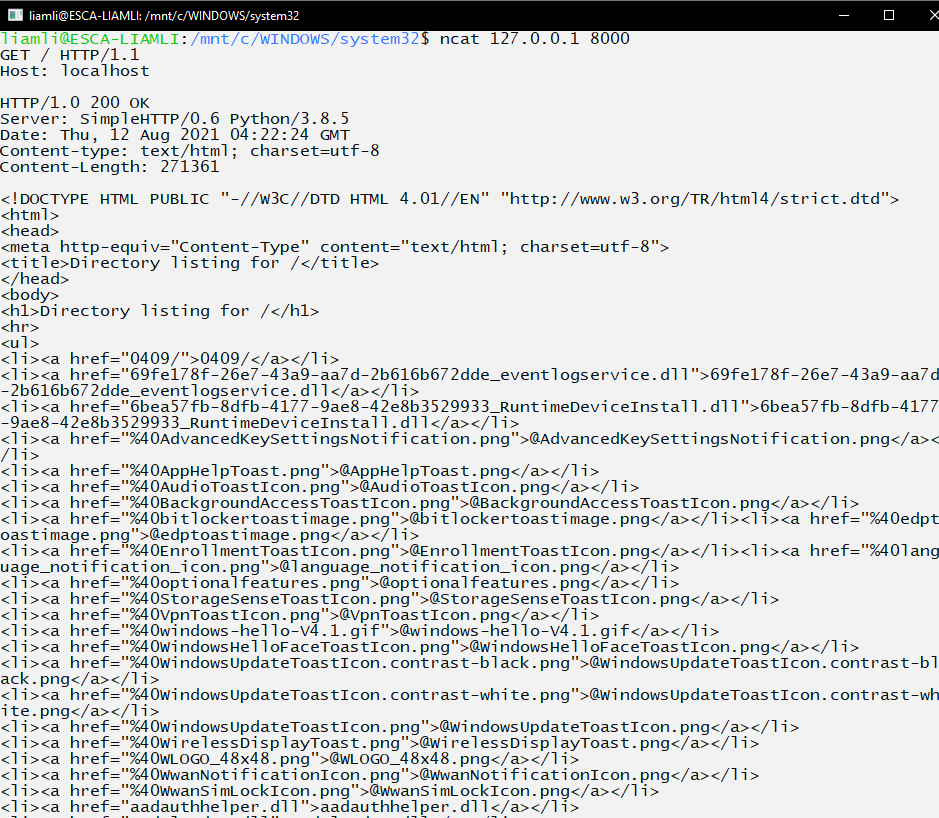 liamli@ESCA-LIAMLI: /mnt/c/WINDOWS/system32
liamli@ESCA-LIAMLI:/mnt/c/WINDOWS/system32$ ncat 127.0.0.1 8000
GET / HTTP/1.1
Host: localhost

HTTP/1.0 200 OK
Server: SimpleHTTP/0.6 Python/3.8.5
Date: Thu, 12 Aug 2021 04:22:24 GMT
Content-type: text/html; charset=utf-8
Content-Length: 271361

<!DOCTYPE HTML PUBLIC "-//W3C//DTD HTML 4.01//EN" "http://www.w3.org/TR/html4/strict.dtd">
<html>
<head>
<meta http-equiv="Content-Type" content="text/html; charset=utf-8">
<title>Directory listing for /</title>
</head>
<body>
<h1>Directory listing for /</h1>
<hr>
<ul>
<li><a href="0409/">0409/</a></li>
<li><a href="69fe178f-26e7-43a9-aa7d-2b616b672dde_eventlogservice.dll">69fe178f-26e7-43a9-aa7d
-2b616b672dde_eventlogservice.dll</a></li>
<li><a href="6bea57fb-8dfb-4177-9ae8-42e8b3529933_RuntimeDeviceInstall.dll">6bea57fb-8dfb-4177
-9ae8-42e8b3529933_RuntimeDeviceInstall.dll</a></li>
<li><a href="%40AdvancedKeySettingsNotification.png">@AdvancedKeySettingsNotification.png</a><
/li>
<li><a href="%40AppHelpToast.png">@AppHelpToast.png</a></li>
<li><a href="%40AudioToastIcon.png">@AudioToastIcon.png</a></li>
<li><a href="%40BackgroundAccessToastIcon.png">@BackgroundAccessToastIcon.png</a></li>
<li><a href="%40bitlockertoastimage.png">@bitlockertoastimage.png</a></li><li><a href="%40edpt
oastimage.png">@edptoastimage.png</a></li>
<li><a href="%40EnrollmentToastIcon.png">@EnrollmentToastIcon.png</a></li><li><a href="%40lang
uage_notification_icon.png">@language_notification_icon.png</a></li>
<li><a href="%40optionalfeatures.png">@optionalfeatures.png</a></li>
<li><a href="%40StorageSenseToastIcon.png">@StorageSenseToastIcon.png</a></li>
<li><a href="%40VpnToastIcon.png">@VpnToastIcon.png</a></li>
<li><a href="%40windows-hello-V4.1.gif">@windows-hello-V4.1.gif</a></li>
<li><a href="%40WindowsHelloFaceToastIcon.png">@WindowsHelloFaceToastIcon.png</a></li>
<li><a href="%40WindowsUpdateToastIcon.contrast-black.png">@WindowsUpdateToastIcon.contrast-bl
ack.png</a></li>
<li><a href="%40WindowsUpdateToastIcon.contrast-white.png">@WindowsUpdateToastIcon.contrast-wh
ite.png</a></li>
<li><a href="%40WindowsUpdateToastIcon.png">@WindowsUpdateToastIcon.png</a></li>
<li><a href="%40WirelessDisplayToast.png">@WirelessDisplayToast.png</a></li>
<li><a href="%40WLOGO_48x48.png">@WLOGO_48x48.png</a></li>
<li><a href="%40WwanNotificationIcon.png">@WwanNotificationIcon.png</a></li>
<li><a href="%40WwanSimLockIcon.png">@WwanSimLockIcon.png</a></li>
<li><a href="aadauthhelper.dll">aadauthhelper.dll</a></li>